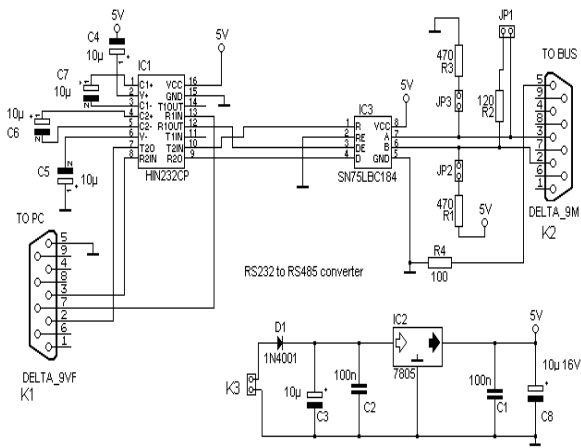 5V
C4
10µ
C7
10µ
10µ
C6
C5
10µ
IC1
1 C1+ VCC 16
2 V+ GND 15
3 C1- T1OUT 14
4 C2+ R1IN 13
5 C2- R1OUT 12
6 V- T1IN 11
7 T2O T2IN 10
8 R2IN R2O 9
HIN232CP
5V
IC3
1 R VCC 8
2 RE A 7
3 DE B 6
4 D GND 5
SN75LBC184
5V
470
R3
JP3
JP1
120
R2
JP2
470
R1
5V
R4
100
TO BUS
5
9
4
8
3
7
2
6
1
DELTA_9M
K2
TO PC
5
9
4
8
3
7
2
6
1
DELTA_9VF
K1
RS232 to RS485 converter
D1
1N4001
K3
10µ
C3
100n
C2
IC2
7805
100n
C1
5V
10µ 16V
C8